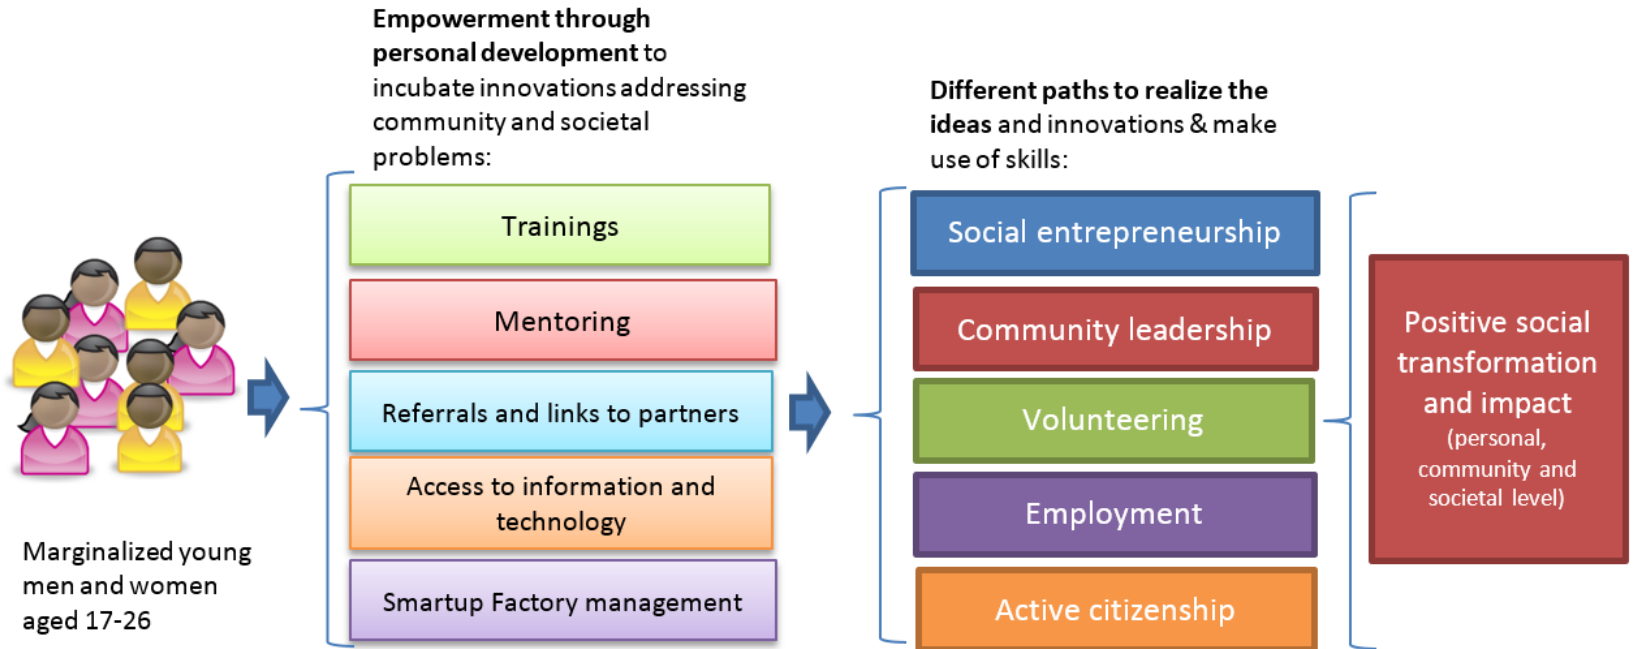 Empowerment through
personal development to
incubate innovations addressing
community and societal
problems:
Trainings
Mentoring
Referrals and links to partners
Access to information and
technology
Smartup Factory management
Marginalized young
men and women
aged 17-26
Different paths to realize the
ideas and innovations & make
use of skills:
Social entrepreneurship
Community leadership
Volunteering
Employment
Active citizenship
Positive social
transformation
and impact
(personal,
community and
societal level)